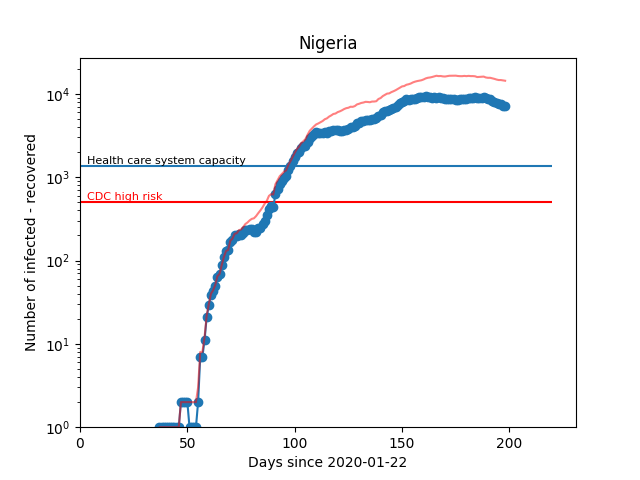 Nigeria
Number of infected - recovered
10^4
10^3
10^2
10^1
10^0
Health care system capacity
CDC high risk
0 50 100 150 200
Days since 2020-01-22